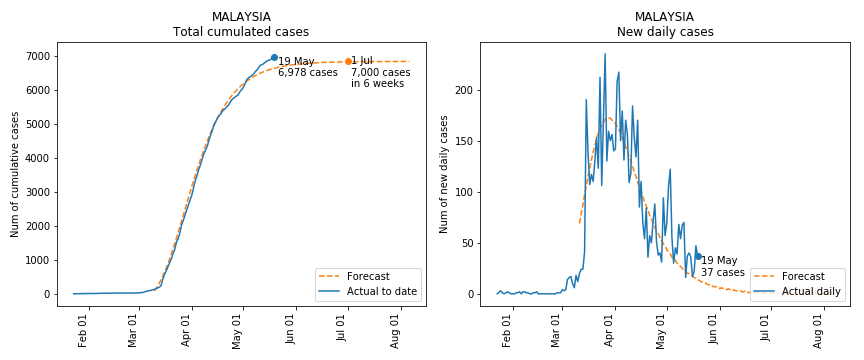 MALAYSIA
Total cumulated cases
Num of cumulative cases
7000
6000
5000
4000
3000
2000
1000
0
19 May
6,978 cases
1 Jul
7,000 cases
in 6 weeks
Forecast
Actual to date
Feb 01
Mar 01
Apr 01
May 01
Jun 01
Jul 01
Aug 01
MALAYSIA
New daily cases
Num of new daily cases
200
150
100
50
0
19 May
37 cases
Forecast
Actual daily
Feb 01
Mar 01
Apr 01
May 01
Jun 01
Jul 01
Aug 01